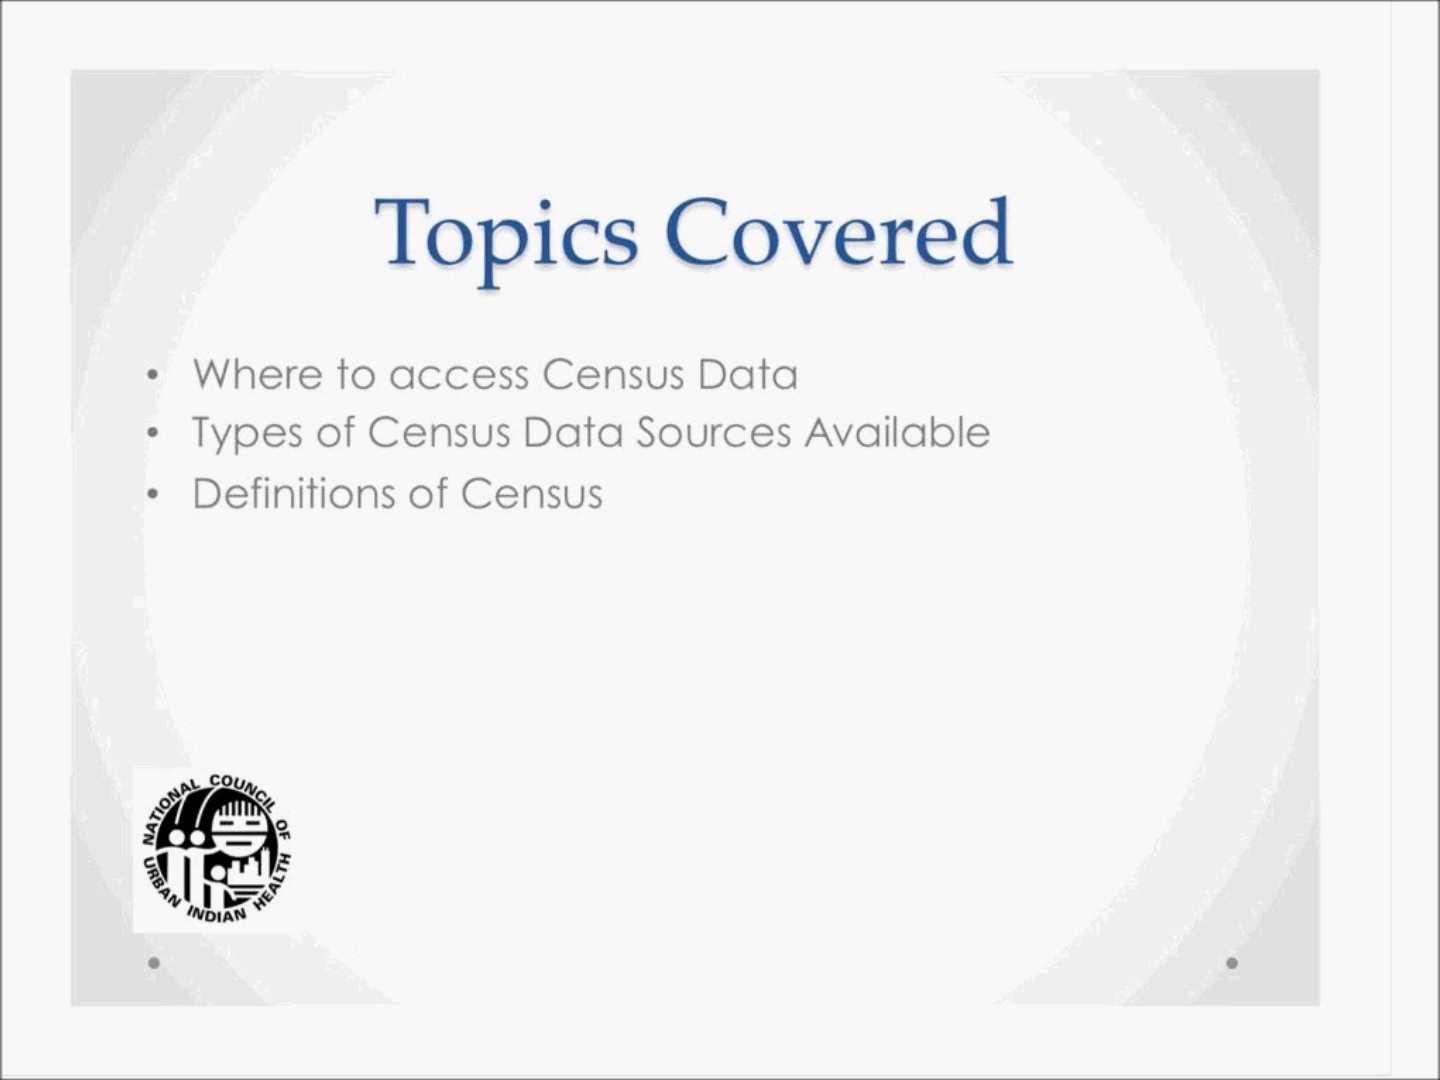 Topics Covered
• Where to access Census Data
• Types of Census Data Sources Available
• Definitions of Census
NATIONAL COUNCIL OF
URBAN INDIAN HEALTH